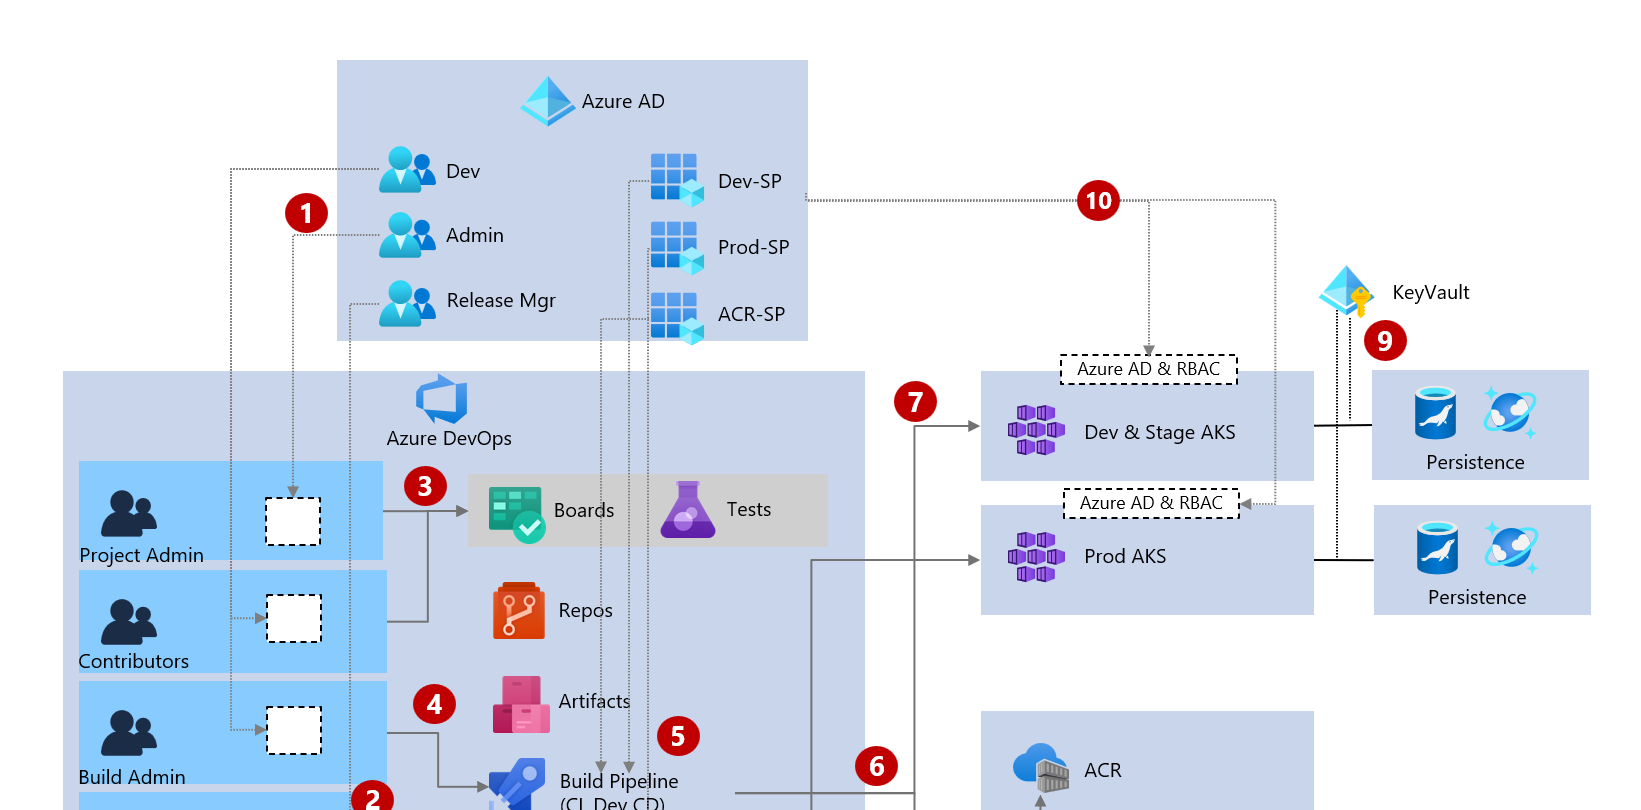 Azure AD
Dev
Dev-SP
1
10
Admin
Prod-SP
Release Mgr
ACR-SP
KeyVault
9
Azure AD & RBAC
7
Azure DevOps
Dev & Stage AKS
Persistence
3
Boards
Tests
Azure AD & RBAC
Project Admin
Prod AKS
Persistence
Repos
Contributors
4
Artifacts
5
6
ACR
Build Admin
Build Pipeline
(CI, Dev CD)
2